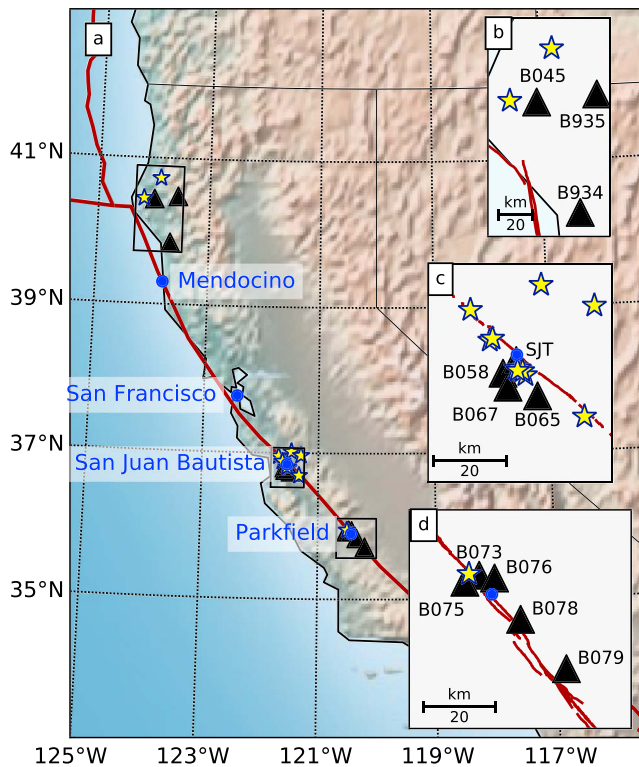 a
41°N
39°N
37°N
35°N
125°W
123°W
121°W
119°W
117°W
Mendocino
San Francisco
San Juan Bautista
Parkfield
b
B045
B935
B934
km
20
c
SJT
B058
B067
B065
km
20
d
B073
B076
B075
B078
B079
km
20